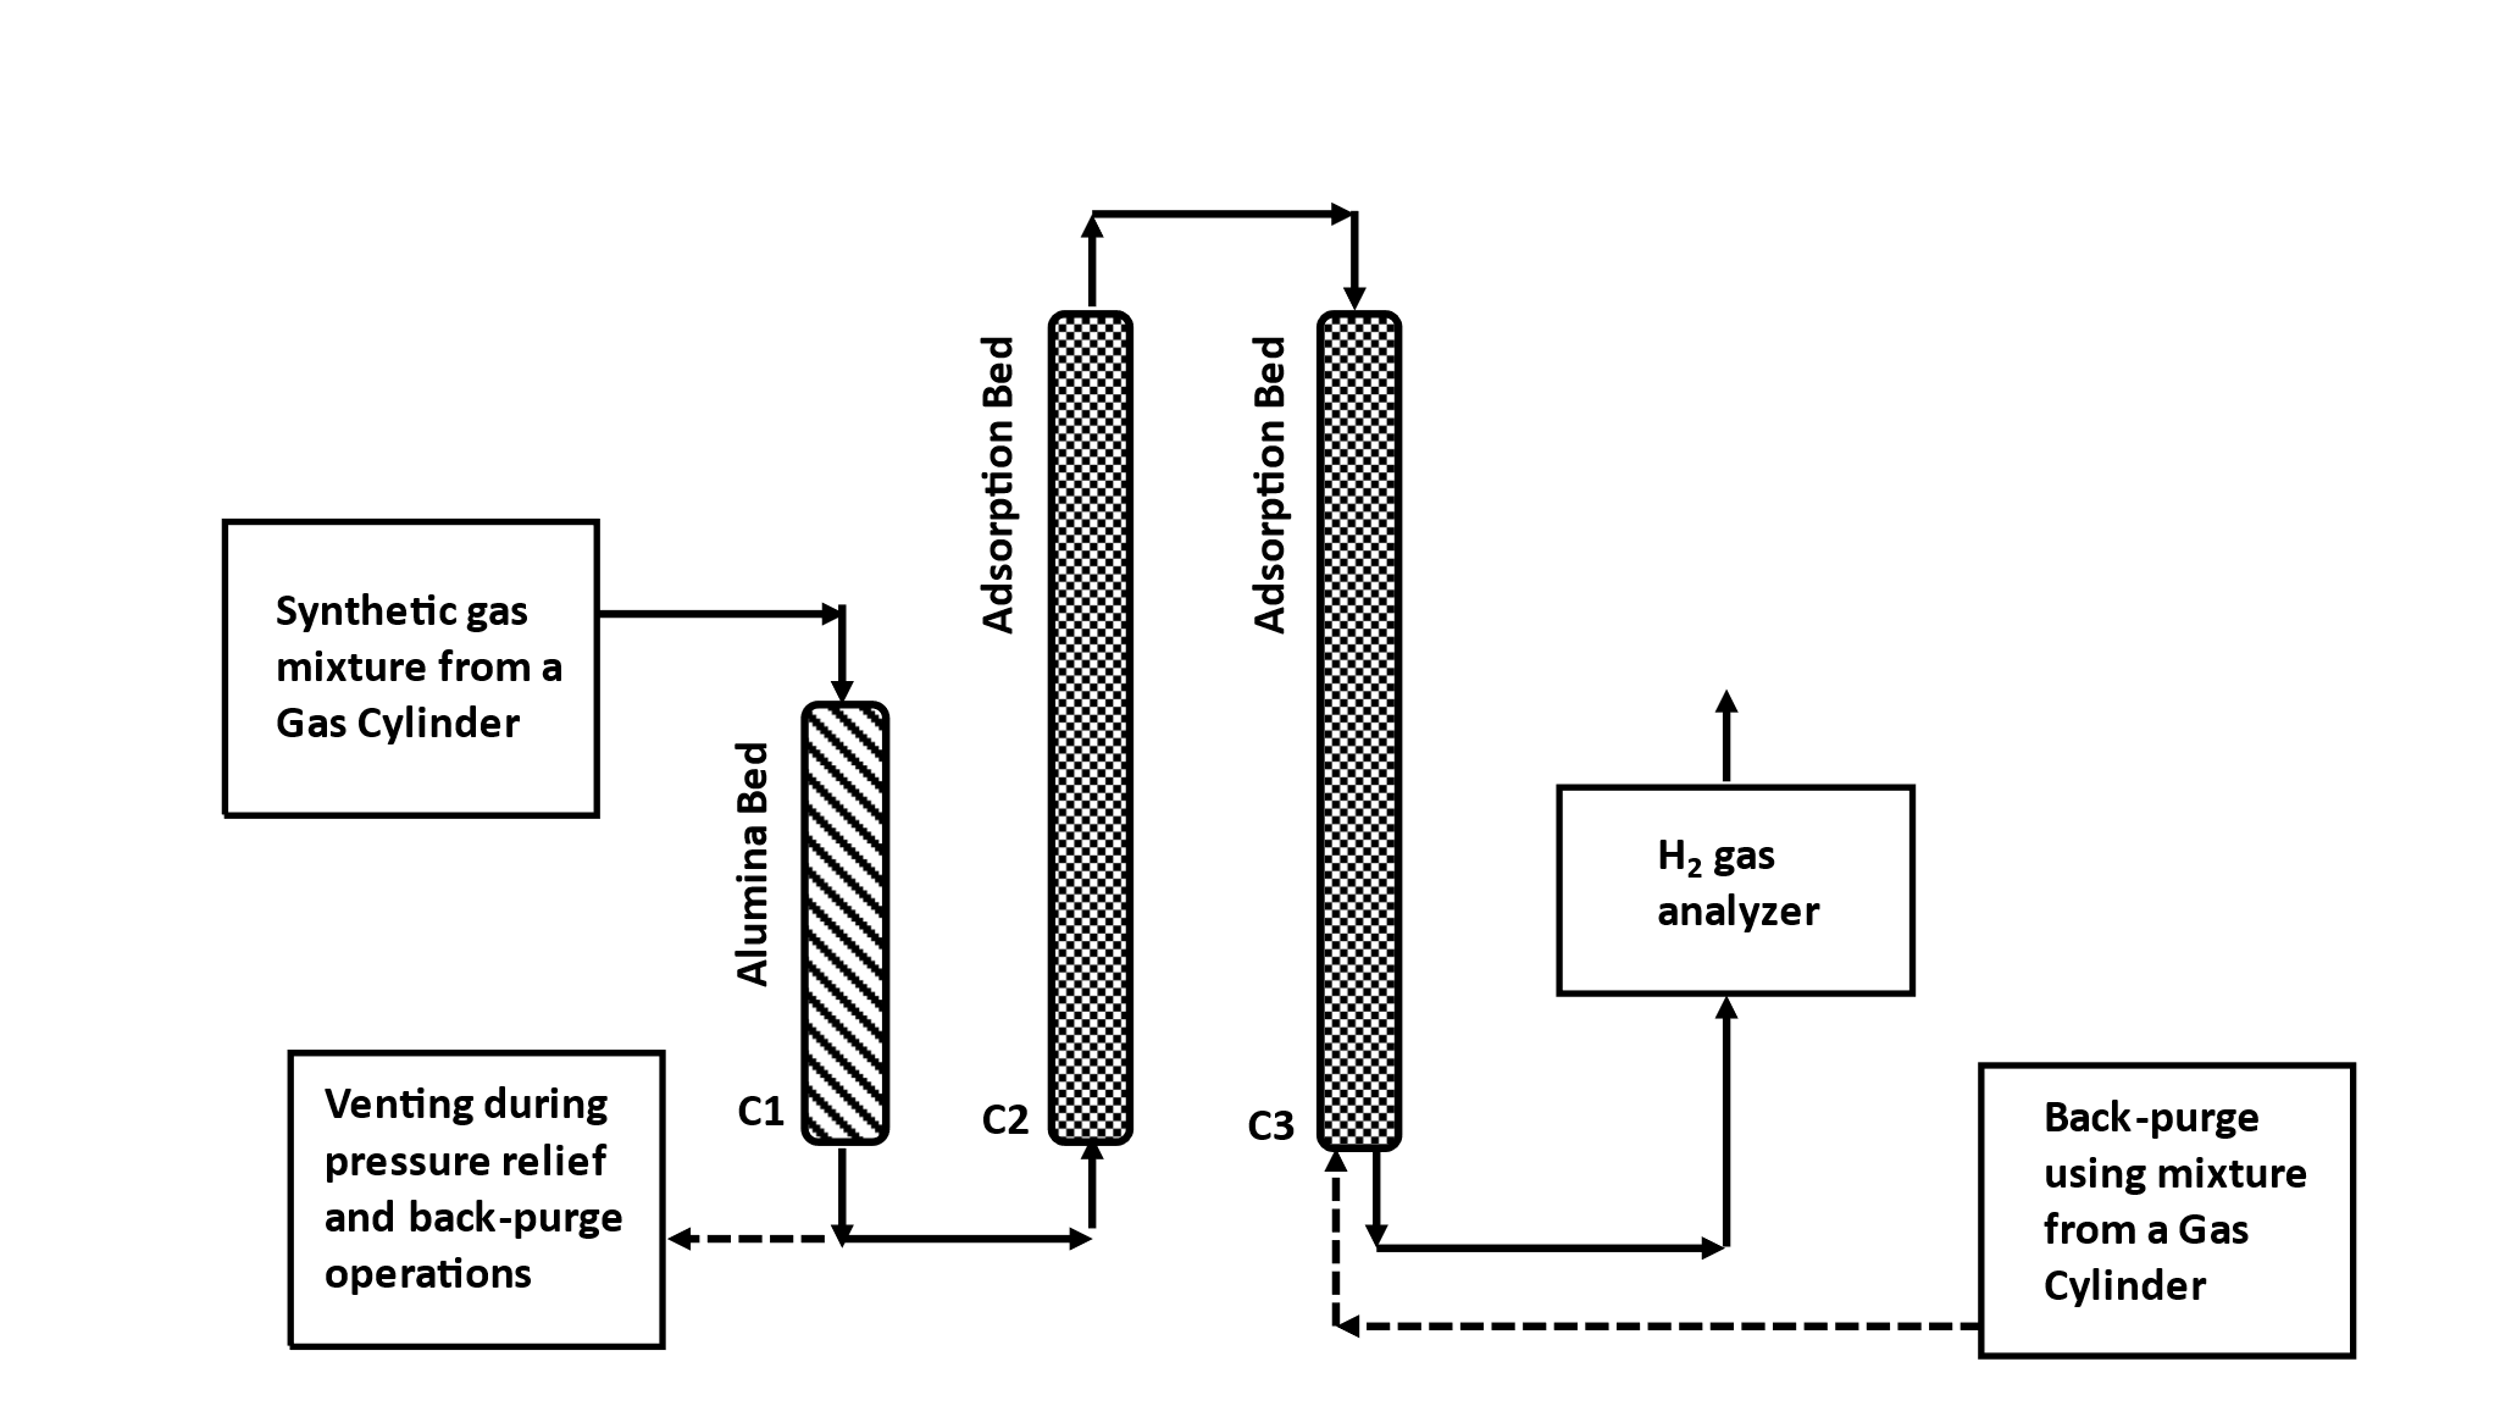 Synthetic gas
mixture from a
Gas Cylinder
Venting during
pressure relief
and back-purge
operations
Alumina Bed
C1
Adsorption Bed
C2
Adsorption Bed
C3
H₂ gas
analyzer
Back-purge
using mixture
from a Gas
Cylinder